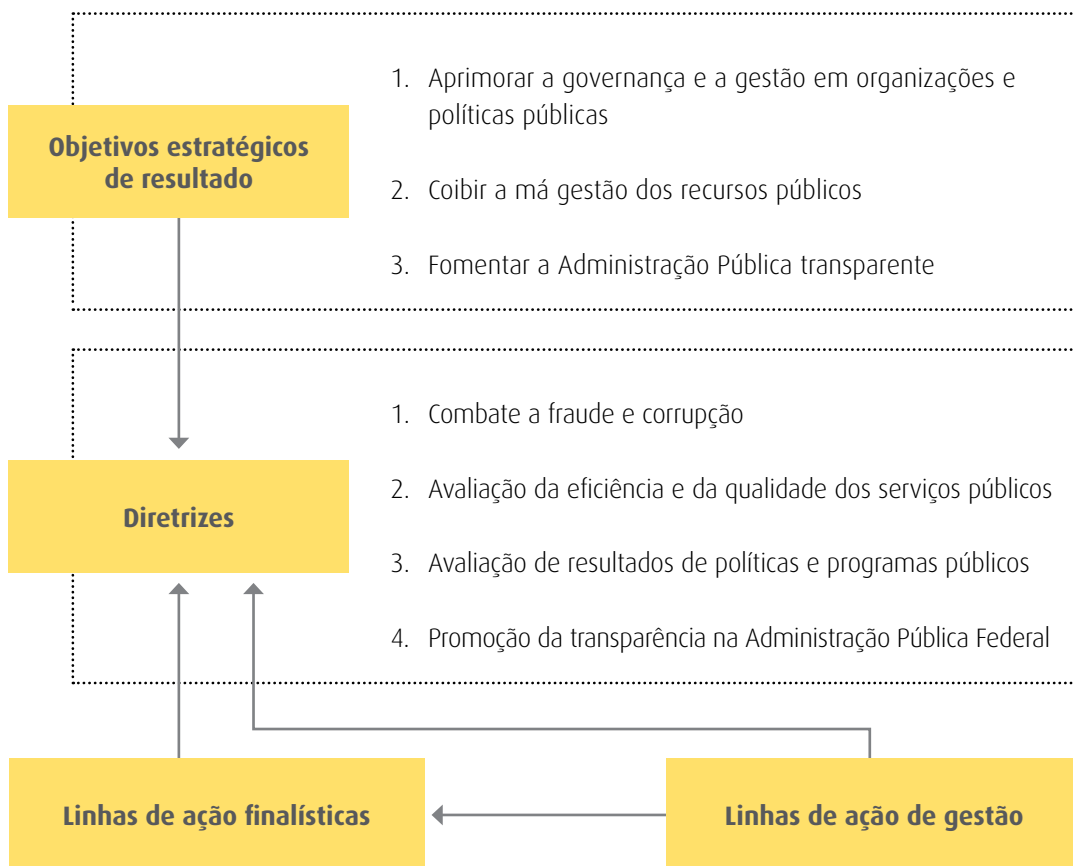 1. Aprimorar a governança e a gestão em organizações e
políticas públicas
Objetivos estratégicos
de resultado
2. Coibir a má gestão dos recursos públicos
3. Fomentar a Administração Pública transparente
1. Combate a fraude e corrupção
Diretrizes
2. Avaliação da eficiência e da qualidade dos serviços públicos
3. Avaliação de resultados de políticas e programas públicos
4. Promoção da transparência na Administração Pública Federal
Linhas de ação finalísticas
Linhas de ação de gestão